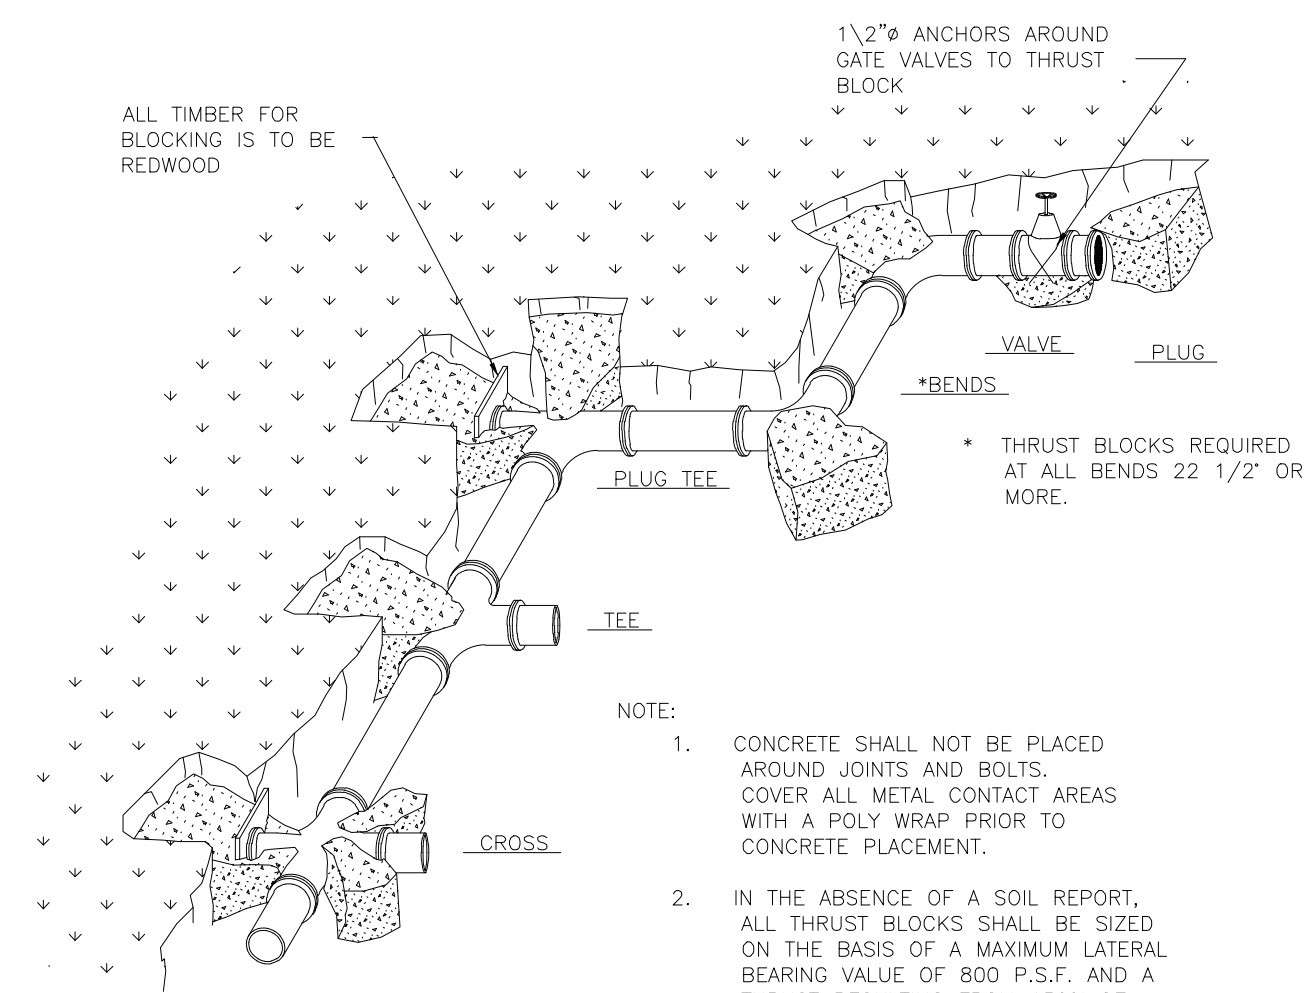 1\2"ø ANCHORS AROUND
GATE VALVES TO THRUST
BLOCK
ALL TIMBER FOR
BLOCKING IS TO BE
REDWOOD
VALVE
PLUG
*BENDS
* THRUST BLOCKS REQUIRED
AT ALL BENDS 22 1/2° OR
MORE.
PLUG TEE
TEE
NOTE:
1. CONCRETE SHALL NOT BE PLACED
AROUND JOINTS AND BOLTS.
COVER ALL METAL CONTACT AREAS
WITH A POLY WRAP PRIOR TO
CONCRETE PLACEMENT.
CROSS
2. IN THE ABSENCE OF A SOIL REPORT,
ALL THRUST BLOCKS SHALL BE SIZED
ON THE BASIS OF A MAXIMUM LATERAL
BEARING VALUE OF 800 P.S.F. AND A